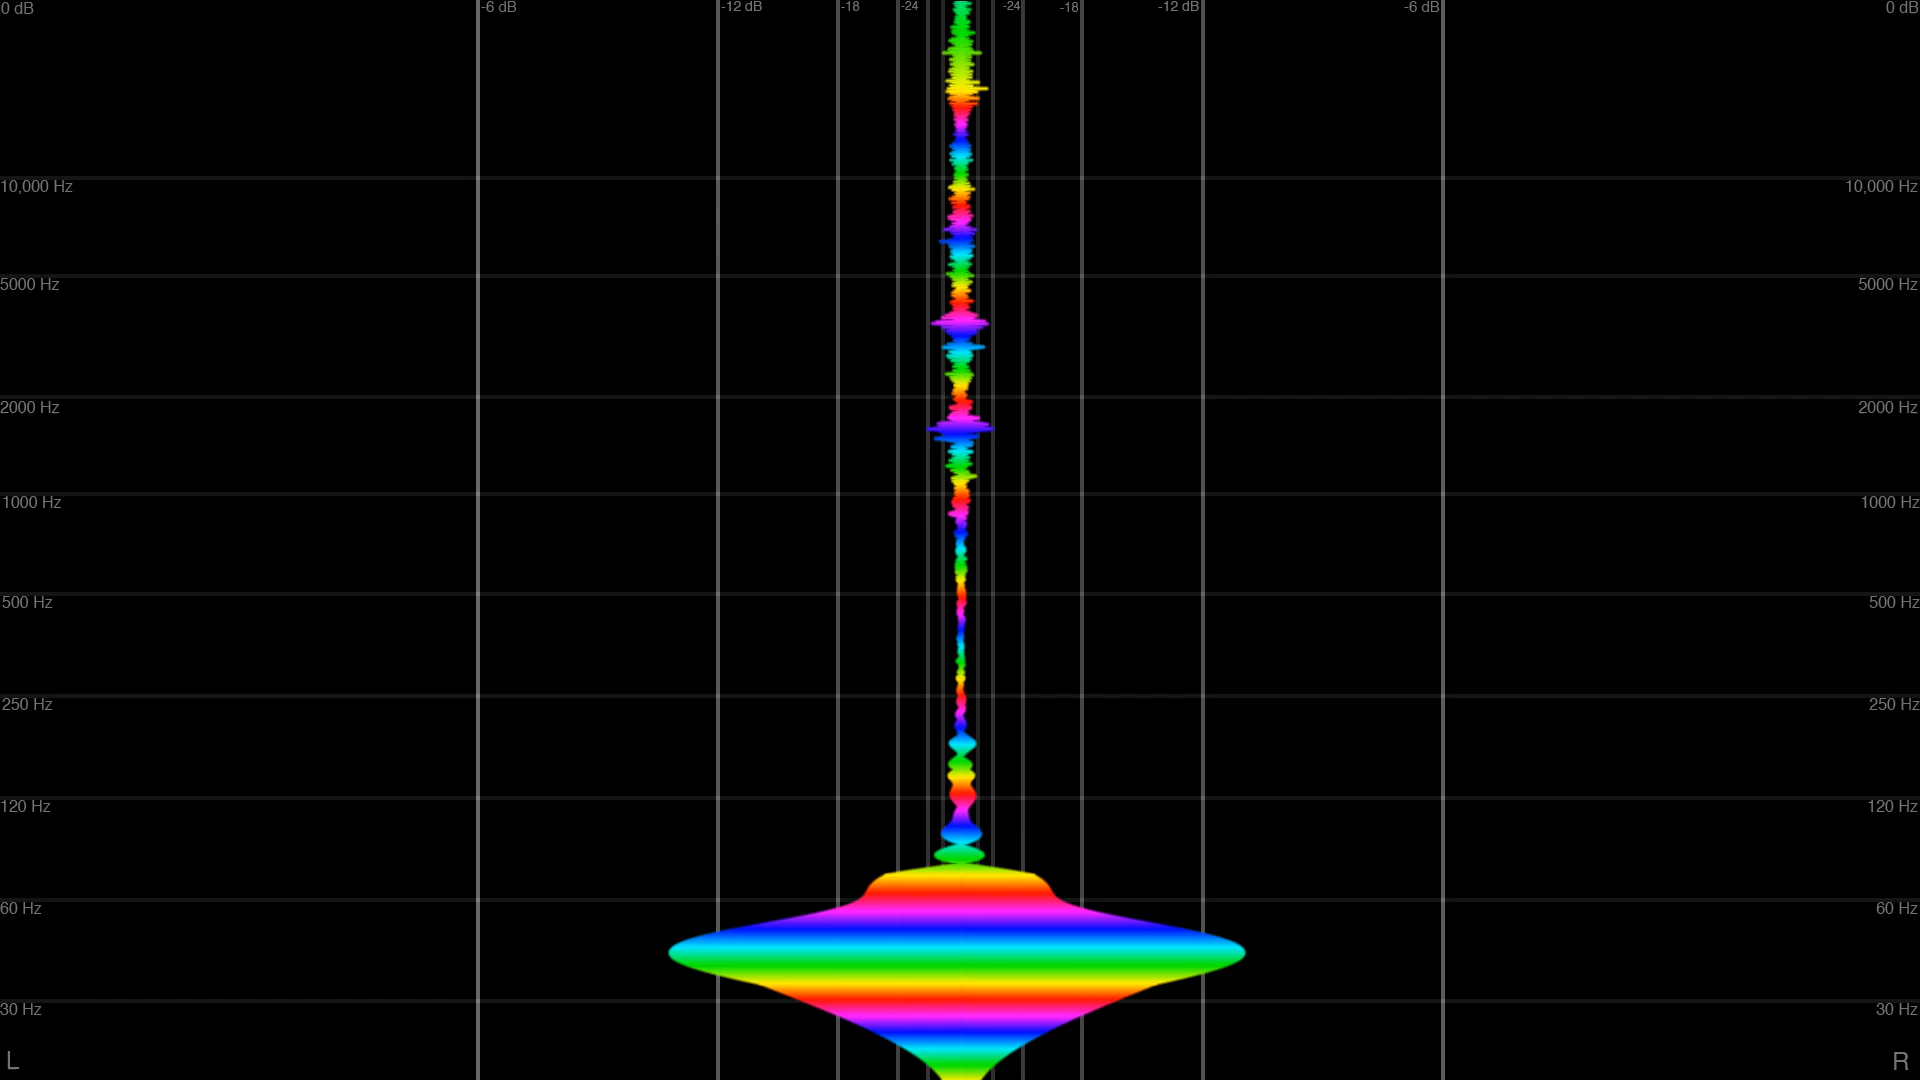 0 dB -6 dB -12 dB -18 -24 -24 -18 -12 dB -6 dB 0 dB
10,000 Hz 10,000 Hz
5000 Hz 5000 Hz
2000 Hz 2000 Hz
1000 Hz 1000 Hz
500 Hz 500 Hz
250 Hz 250 Hz
120 Hz 120 Hz
60 Hz 60 Hz
30 Hz 30 Hz
L R